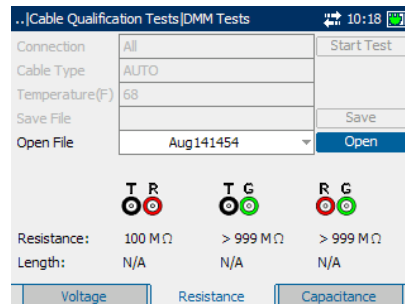 ..|Cable Qualification Tests|DMM Tests 10:18
Connection All Start Test
Cable Type AUTO
Temperature(F) 68
Save File Save
Open File Aug141454 Open
T R T G R G
Resistance: 100 MΩ > 999 MΩ > 999 MΩ
Length: N/A N/A N/A
Voltage Resistance Capacitance